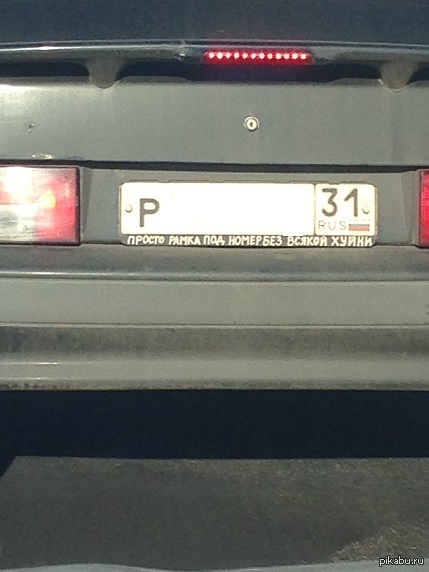 Р 31
RUS
ПРОСТО РАМКА ПОД НОМЕР БЕЗ ВСЯКОЙ ХУЙНИ
pikabu.ru